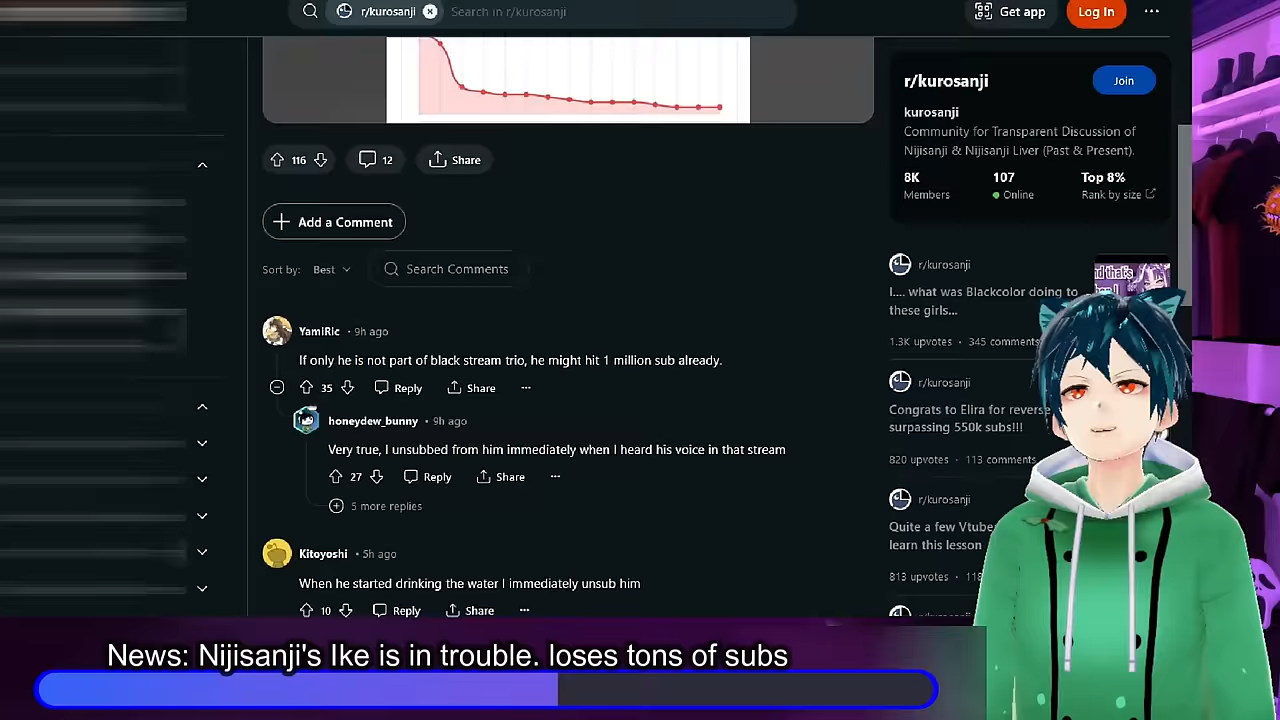 r/kurosanji
Search in r/kurosanji
Get app
Log In
116
12
Share
Add a Comment
Sort by:
Best
Search Comments
YamiRic
• 9h ago
If only he is not part of black stream trio, he might hit 1 million sub already.
35
Reply
Share
honeydew_bunny
• 9h ago
Very true, I unsubbed from him immediately when I heard his voice in that stream
27
Reply
Share
5 more replies
Kitoyoshi
• 5h ago
When he started drinking the water I immediately unsub him
10
Reply
Share
r/kurosanji
Join
kurosanji
Community for Transparent Discussion of
Nijisanji & Nijisanji Liver (Past & Present).
8K
107
Top 8%
Members
Online
Rank by size
r/kurosanji
I.... what was Blackcolor doing to
these girls...
1.3K upvotes • 345 comments
r/kurosanji
Congrats to Elira for reverse
surpassing 550k subs!!!
820 upvotes • 113 comments
r/kurosanji
Quite a few
learn this lesson
813 upvotes
News: Nijisanji's Ike is in trouble. loses tons of subs